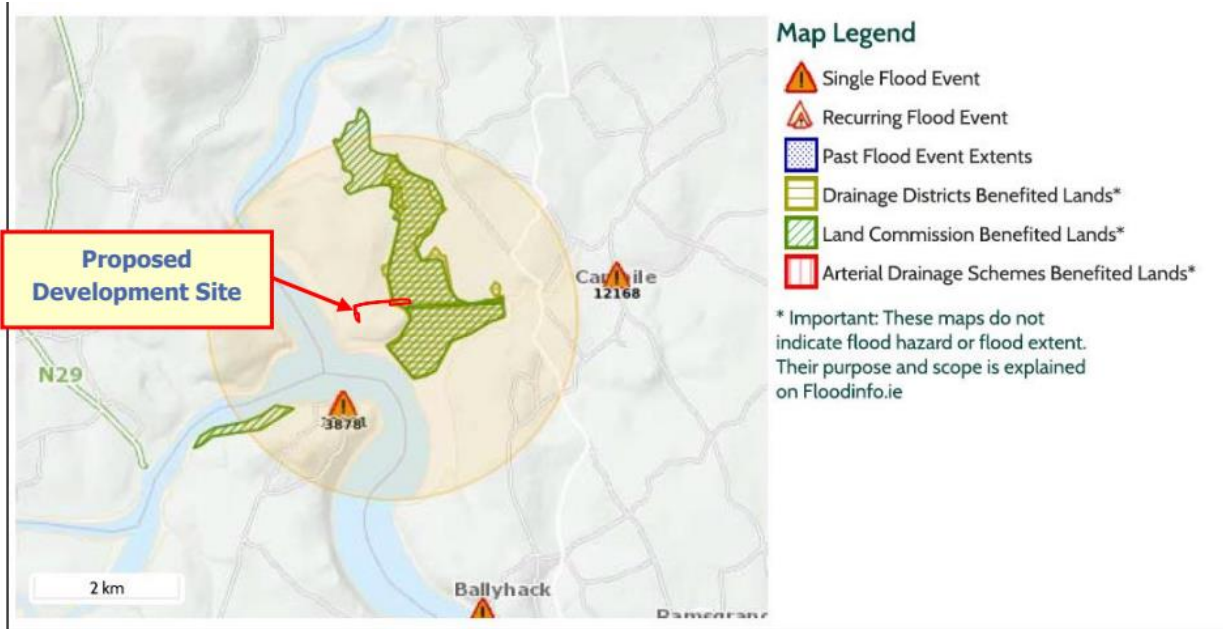 Proposed
Development Site
N29
12168
3878
2 km
Ballyhack
Map Legend
Single Flood Event
Recurring Flood Event
Past Flood Event Extents
Drainage Districts Benefited Lands*
Land Commission Benefited Lands*
Arterial Drainage Schemes Benefited Lands*
* Important: These maps do not
indicate flood hazard or flood extent.
Their purpose and scope is explained
on Floodinfo.ie